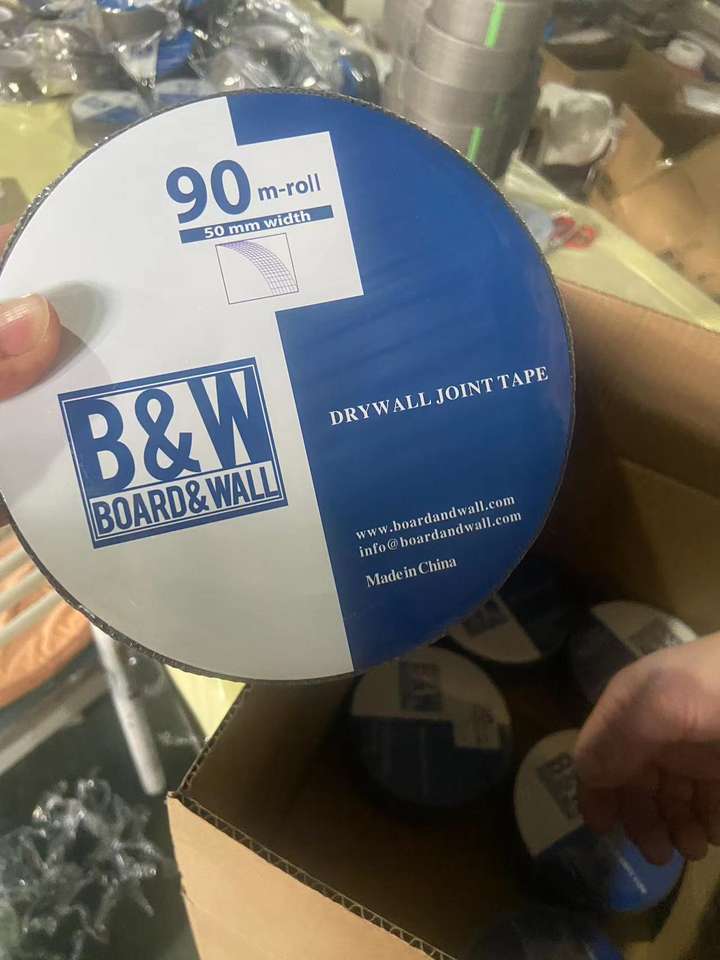 90 m-roll
50 mm width
B&W
BOARD&WALL
DRYWALL JOINT TAPE
www.boardandwall.com
info@boardandwall.com
Made in China
B&W